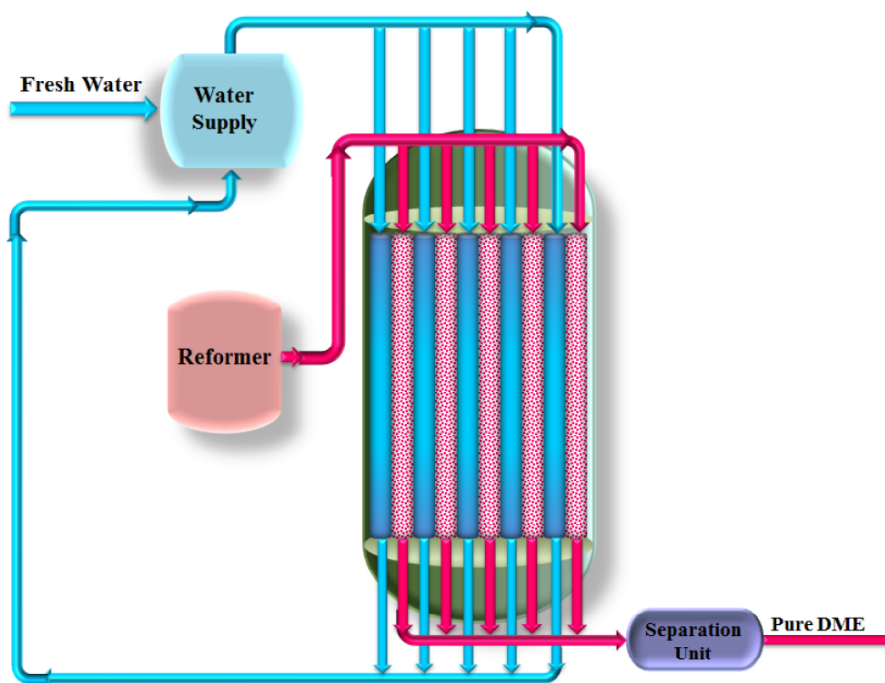 Fresh Water
Water
Supply
Reformer
Separation
Unit
Pure DME